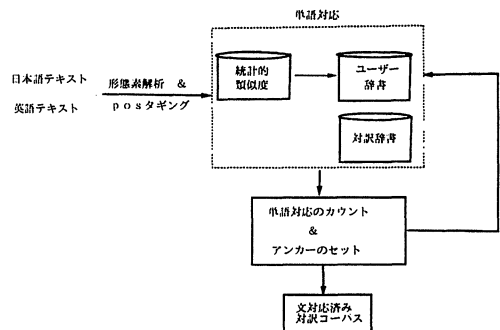 単語対応
日本語テキスト
英語テキスト
形態素解析 &
posタギング
統計的
類似度
ユーザー
辞書
対訳辞書
単語対応のカウント
&
アンカーのセット
文対応済み
対訳コーパス